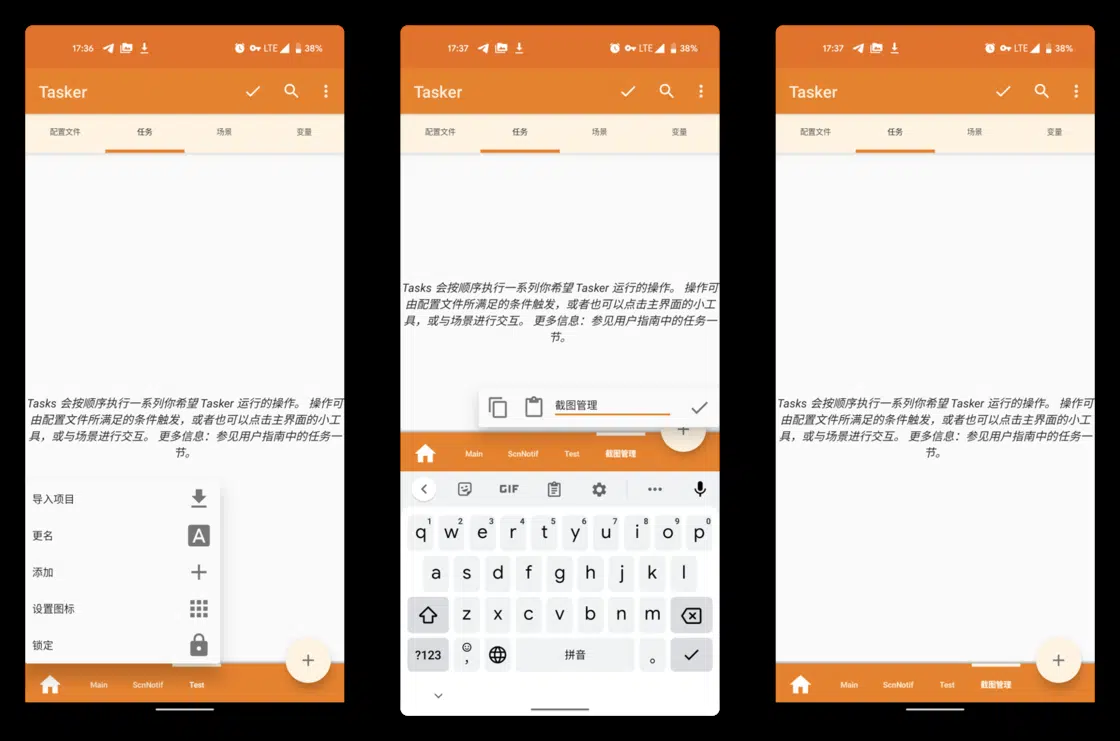 17:36 LTE 38%
Tasker
配置文件 任务 场景 变量
Tasks 会按顺序执行一系列你希望 Tasker 运行的操作。 操作可
由配置文件所满足的条件触发，或者也可以点击主界面的小工
具，或与场景进行交互。 更多信息：参见用户指南中的任务一
节。
导入项目
更名
A
添加
设置图标
锁定
+
Main ScnNotif Test
17:37 LTE 38%
Tasker
配置文件 任务 场景 变量
Tasks 会按顺序执行一系列你希望 Tasker 运行的操作。 操作可
由配置文件所满足的条件触发，或者也可以点击主界面的小工
具，或与场景进行交互。 更多信息：参见用户指南中的任务一
节。
截图管理
Main ScnNotif Test 截图管理
GIF
q1 w2 e3 r4 t5 y6 u7 i8 o9 p0
a s d f g h j k l
z x c v b n m
?123 , 拼音 。
17:37 LTE 38%
Tasker
配置文件 任务 场景 变量
Tasks 会按顺序执行一系列你希望 Tasker 运行的操作。 操作可
由配置文件所满足的条件触发，或者也可以点击主界面的小工
具，或与场景进行交互。 更多信息：参见用户指南中的任务一
节。
+
Main ScnNotif Test 截图管理